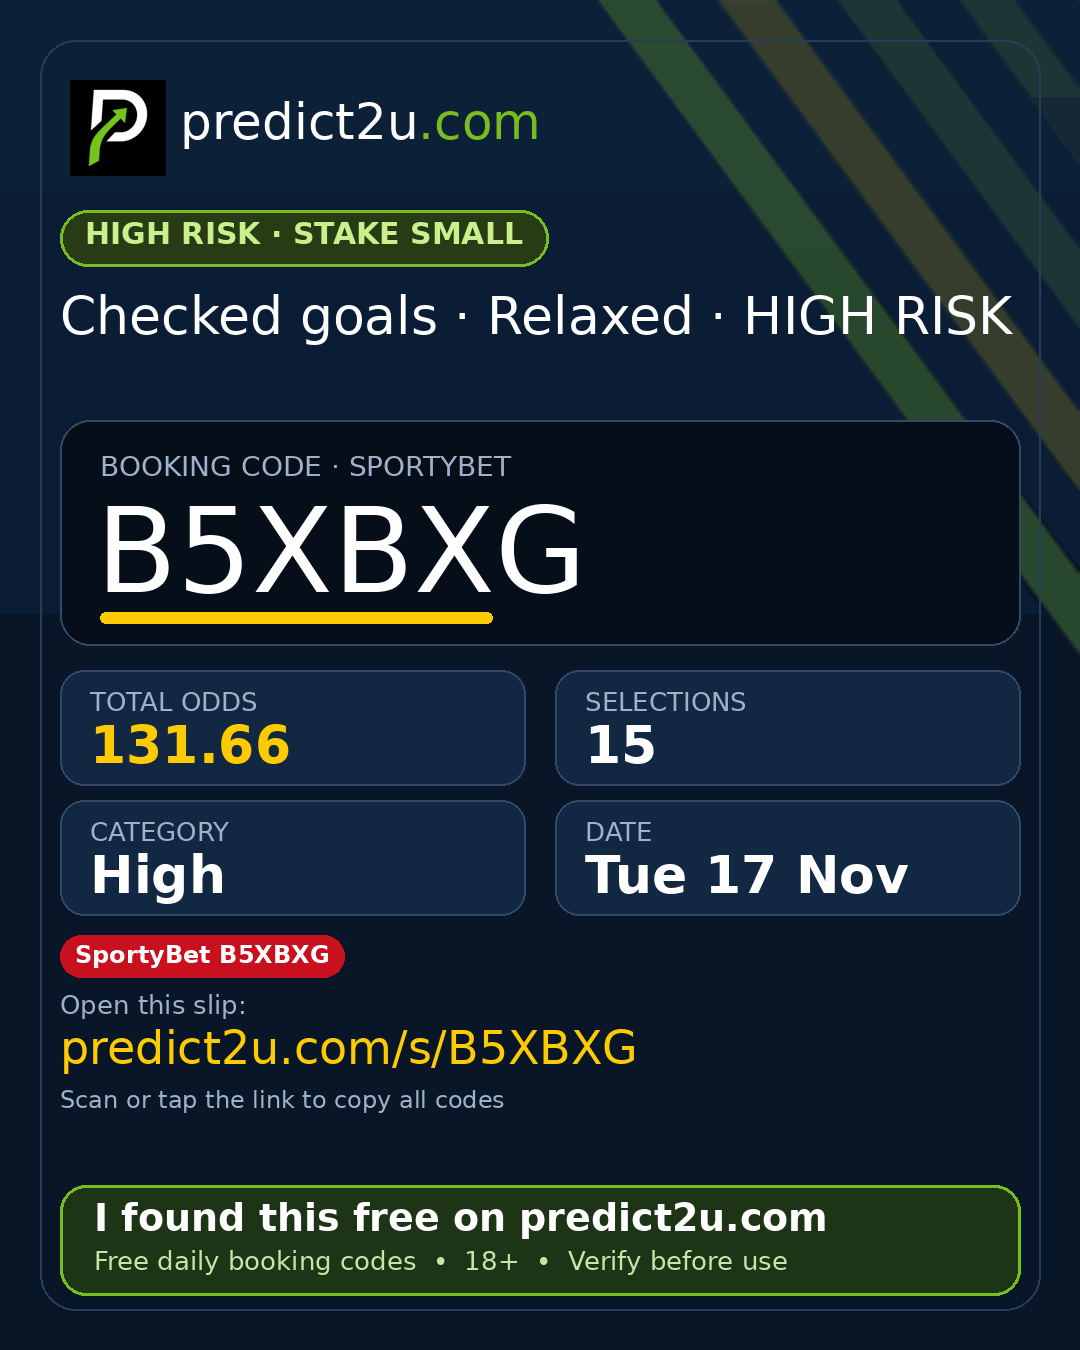 predict2u.com
HIGH RISK · STAKE SMALL
Checked goals · Relaxed · HIGH RISK
BOOKING CODE · SPORTYBET
B5XBXG
TOTAL ODDS
131.66
SELECTIONS
15
CATEGORY
High
DATE
Tue 17 Nov
SportyBet B5XBXG
Open this slip:
predict2u.com/s/B5XBXG
Scan or tap the link to copy all codes
I found this free on predict2u.com
Free daily booking codes • 18+ • Verify before use